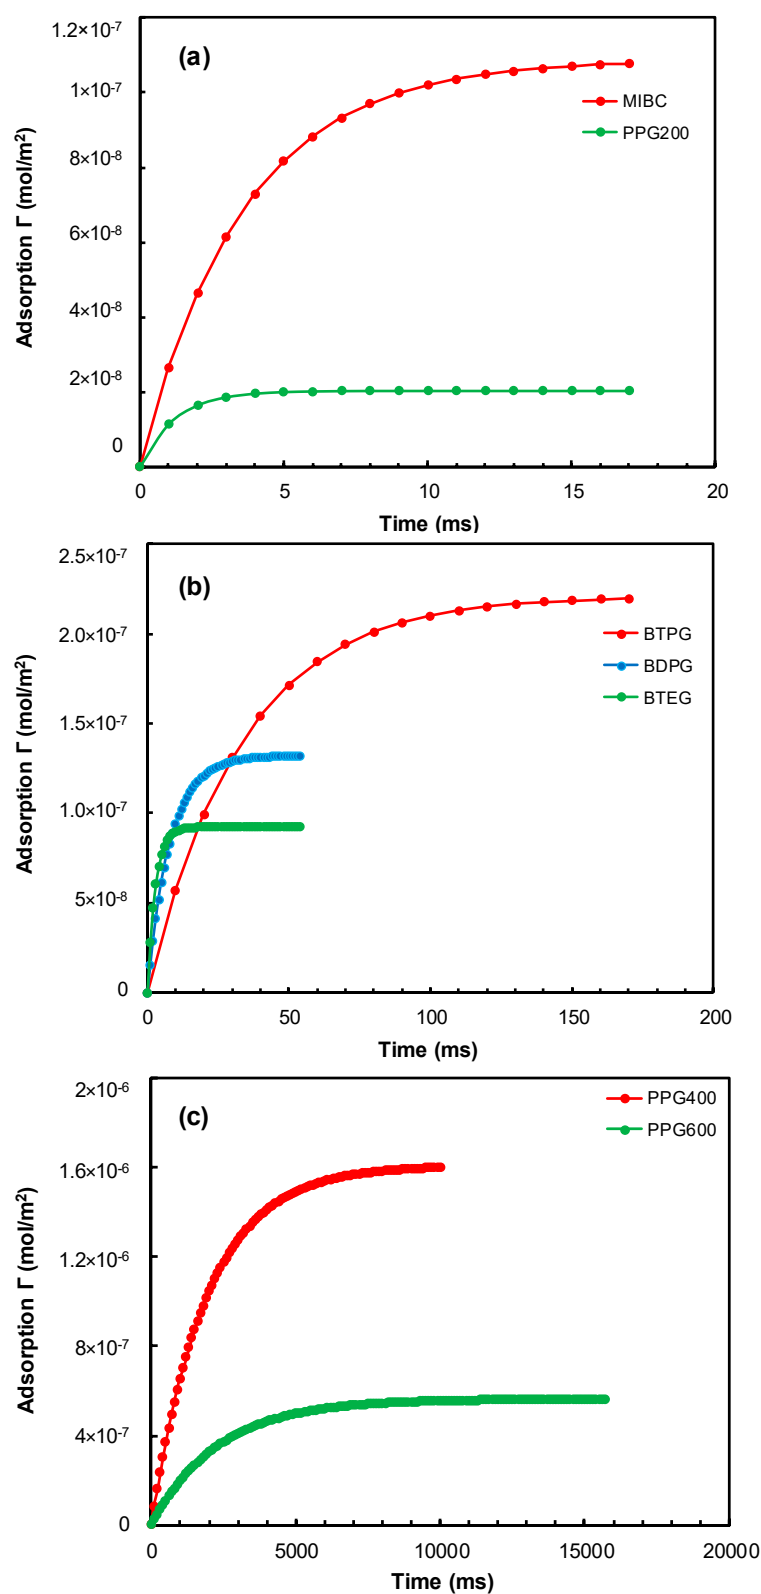 (a)
Adsorption Γ (mol/m²)
1.2×10⁻⁷
1×10⁻⁷
8×10⁻⁸
6×10⁻⁸
4×10⁻⁸
2×10⁻⁸
0
MIBC
PPG200
0 5 10 15 20
Time (ms)
(b)
Adsorption Γ (mol/m²)
2.5×10⁻⁷
2.0×10⁻⁷
1.5×10⁻⁷
1.0×10⁻⁷
5×10⁻⁸
0
BTPG
BDPG
BTEG
0 50 100 150 200
Time (ms)
(c)
Adsorption Γ (mol/m²)
2×10⁻⁶
1.6×10⁻⁶
1.2×10⁻⁶
8×10⁻⁷
4×10⁻⁷
0
PPG400
PPG600
0 5000 10000 15000 20000
Time (ms)